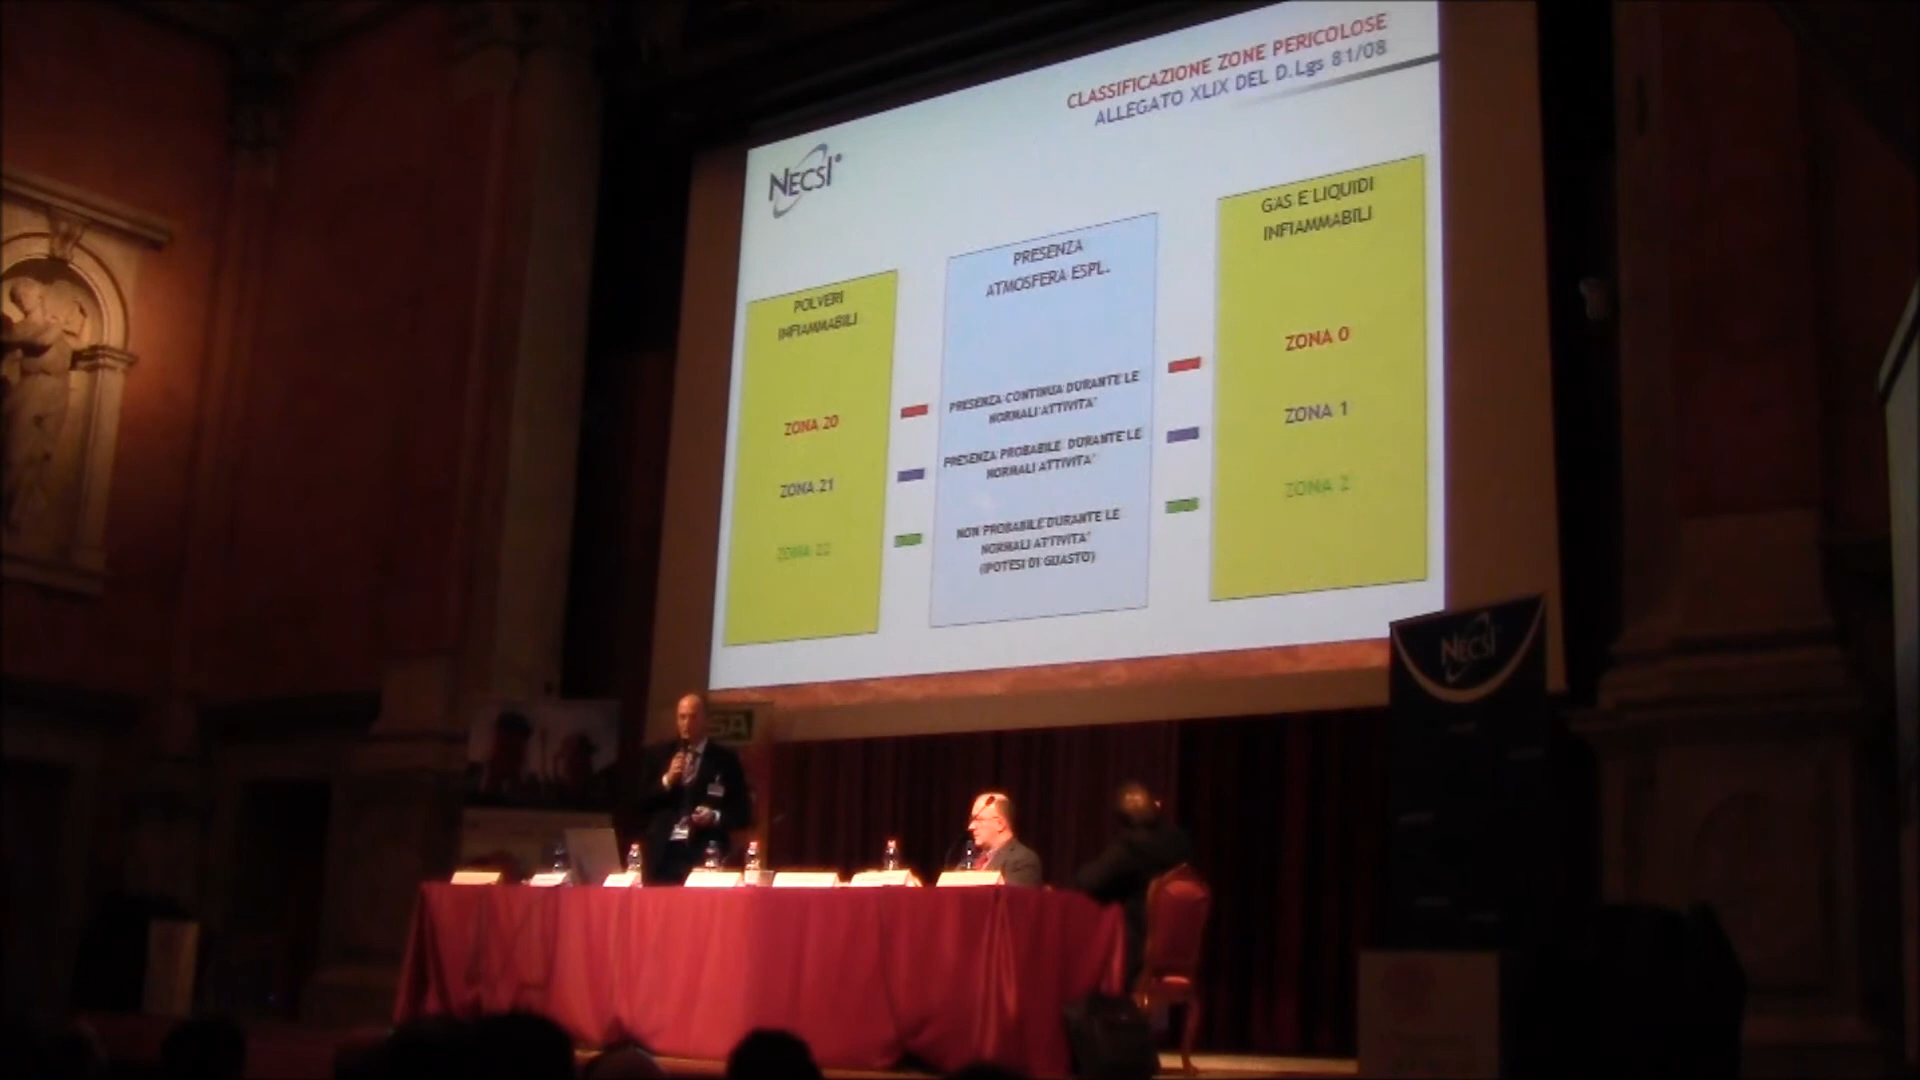 CLASSIFICAZIONE ZONE PERICOLOSE
ALLEGATO XLIX DEL D.Lgs 81/08
NECSI
POLVERI
INFIAMMABILI
ZONA 20
ZONA 21
ZONA 22
PRESENZA
ATMOSFERA ESPL.
PRESENZA CONTINUA DURANTE LE
NORMALI ATTIVITA'
PRESENZA PROBABILE DURANTE LE
NORMALI ATTIVITA'
NON PROBABILE DURANTE LE
NORMALI ATTIVITA'
(IPOTESI DI GUASTO)
GAS E LIQUIDI
INFIAMMABILI
ZONA 0
ZONA 1
ZONA 2
NECSI